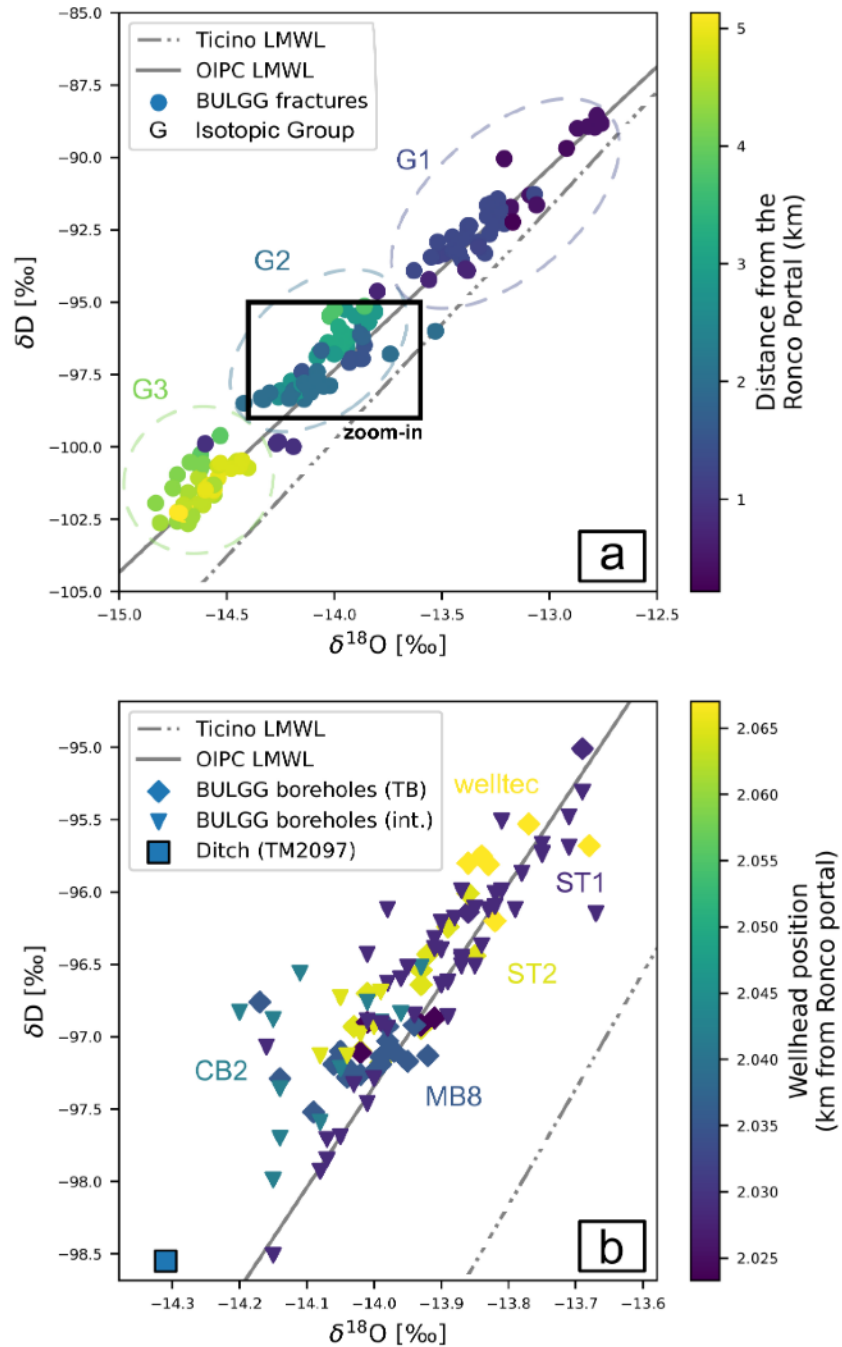 Ticino LMWL
OIPC LMWL
BULGG fractures
G Isotopic Group
G1
G2
G3
zoom-in
a
−85.0
−87.5
−90.0
−92.5
−95.0
−97.5
−100.0
−102.5
−105.0
δD [‰]
−15.0 −14.5 −14.0 −13.5 −13.0 −12.5
δ¹⁸O [‰]
5
4
3
2
1
Distance from the
Ronco Portal (km)
Ticino LMWL
OIPC LMWL
BULGG boreholes (TB)
BULGG boreholes (int.)
Ditch (TM2097)
welltec
ST1
ST2
CB2
MB8
b
−95.0
−95.5
−96.0
−96.5
−97.0
−97.5
−98.0
−98.5
δD [‰]
−14.3 −14.2 −14.1 −14.0 −13.9 −13.8 −13.7 −13.6
δ¹⁸O [‰]
2.065
2.060
2.055
2.050
2.045
2.040
2.035
2.030
2.025
Wellhead position
(km from Ronco portal)